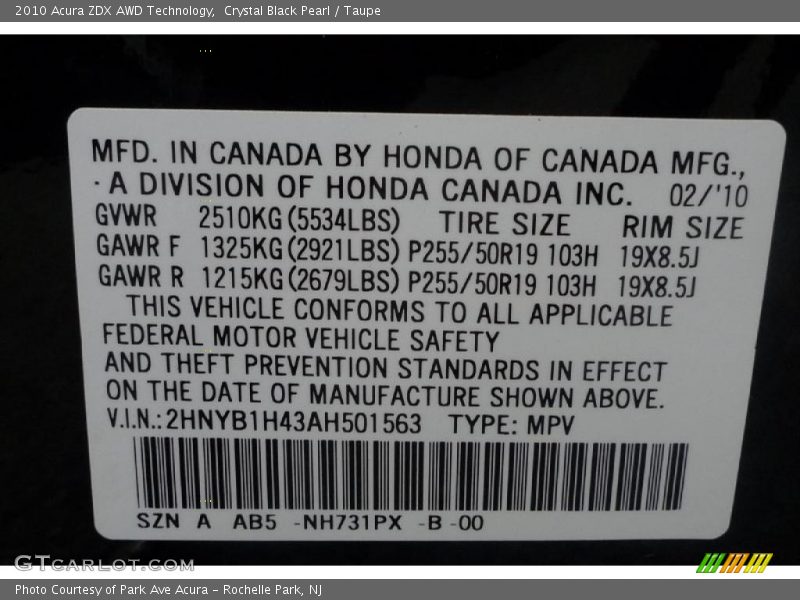 2010 Acura ZDX AWD Technology,  Crystal Black Pearl / Taupe
MFD. IN CANADA BY HONDA OF CANADA MFG.,
A DIVISION OF HONDA CANADA INC. 02/'10
GVWR 2510KG(5534LBS) TIRE SIZE RIM SIZE
GAWR F 1325KG(2921LBS) P255/50R19 103H 19X8.5J
GAWR R 1215KG(2679LBS) P255/50R19 103H 19X8.5J
THIS VEHICLE CONFORMS TO ALL APPLICABLE
FEDERAL MOTOR VEHICLE SAFETY
AND THEFT PREVENTION STANDARDS IN EFFECT
ON THE DATE OF MANUFACTURE SHOWN ABOVE.
V.I.N.:2HNYB1H43AH501563 TYPE: MPV
SZN A AB5 -NH731PX -B -00
GTcarlot.com
Photo Courtesy of Park Ave Acura - Rochelle Park, NJ